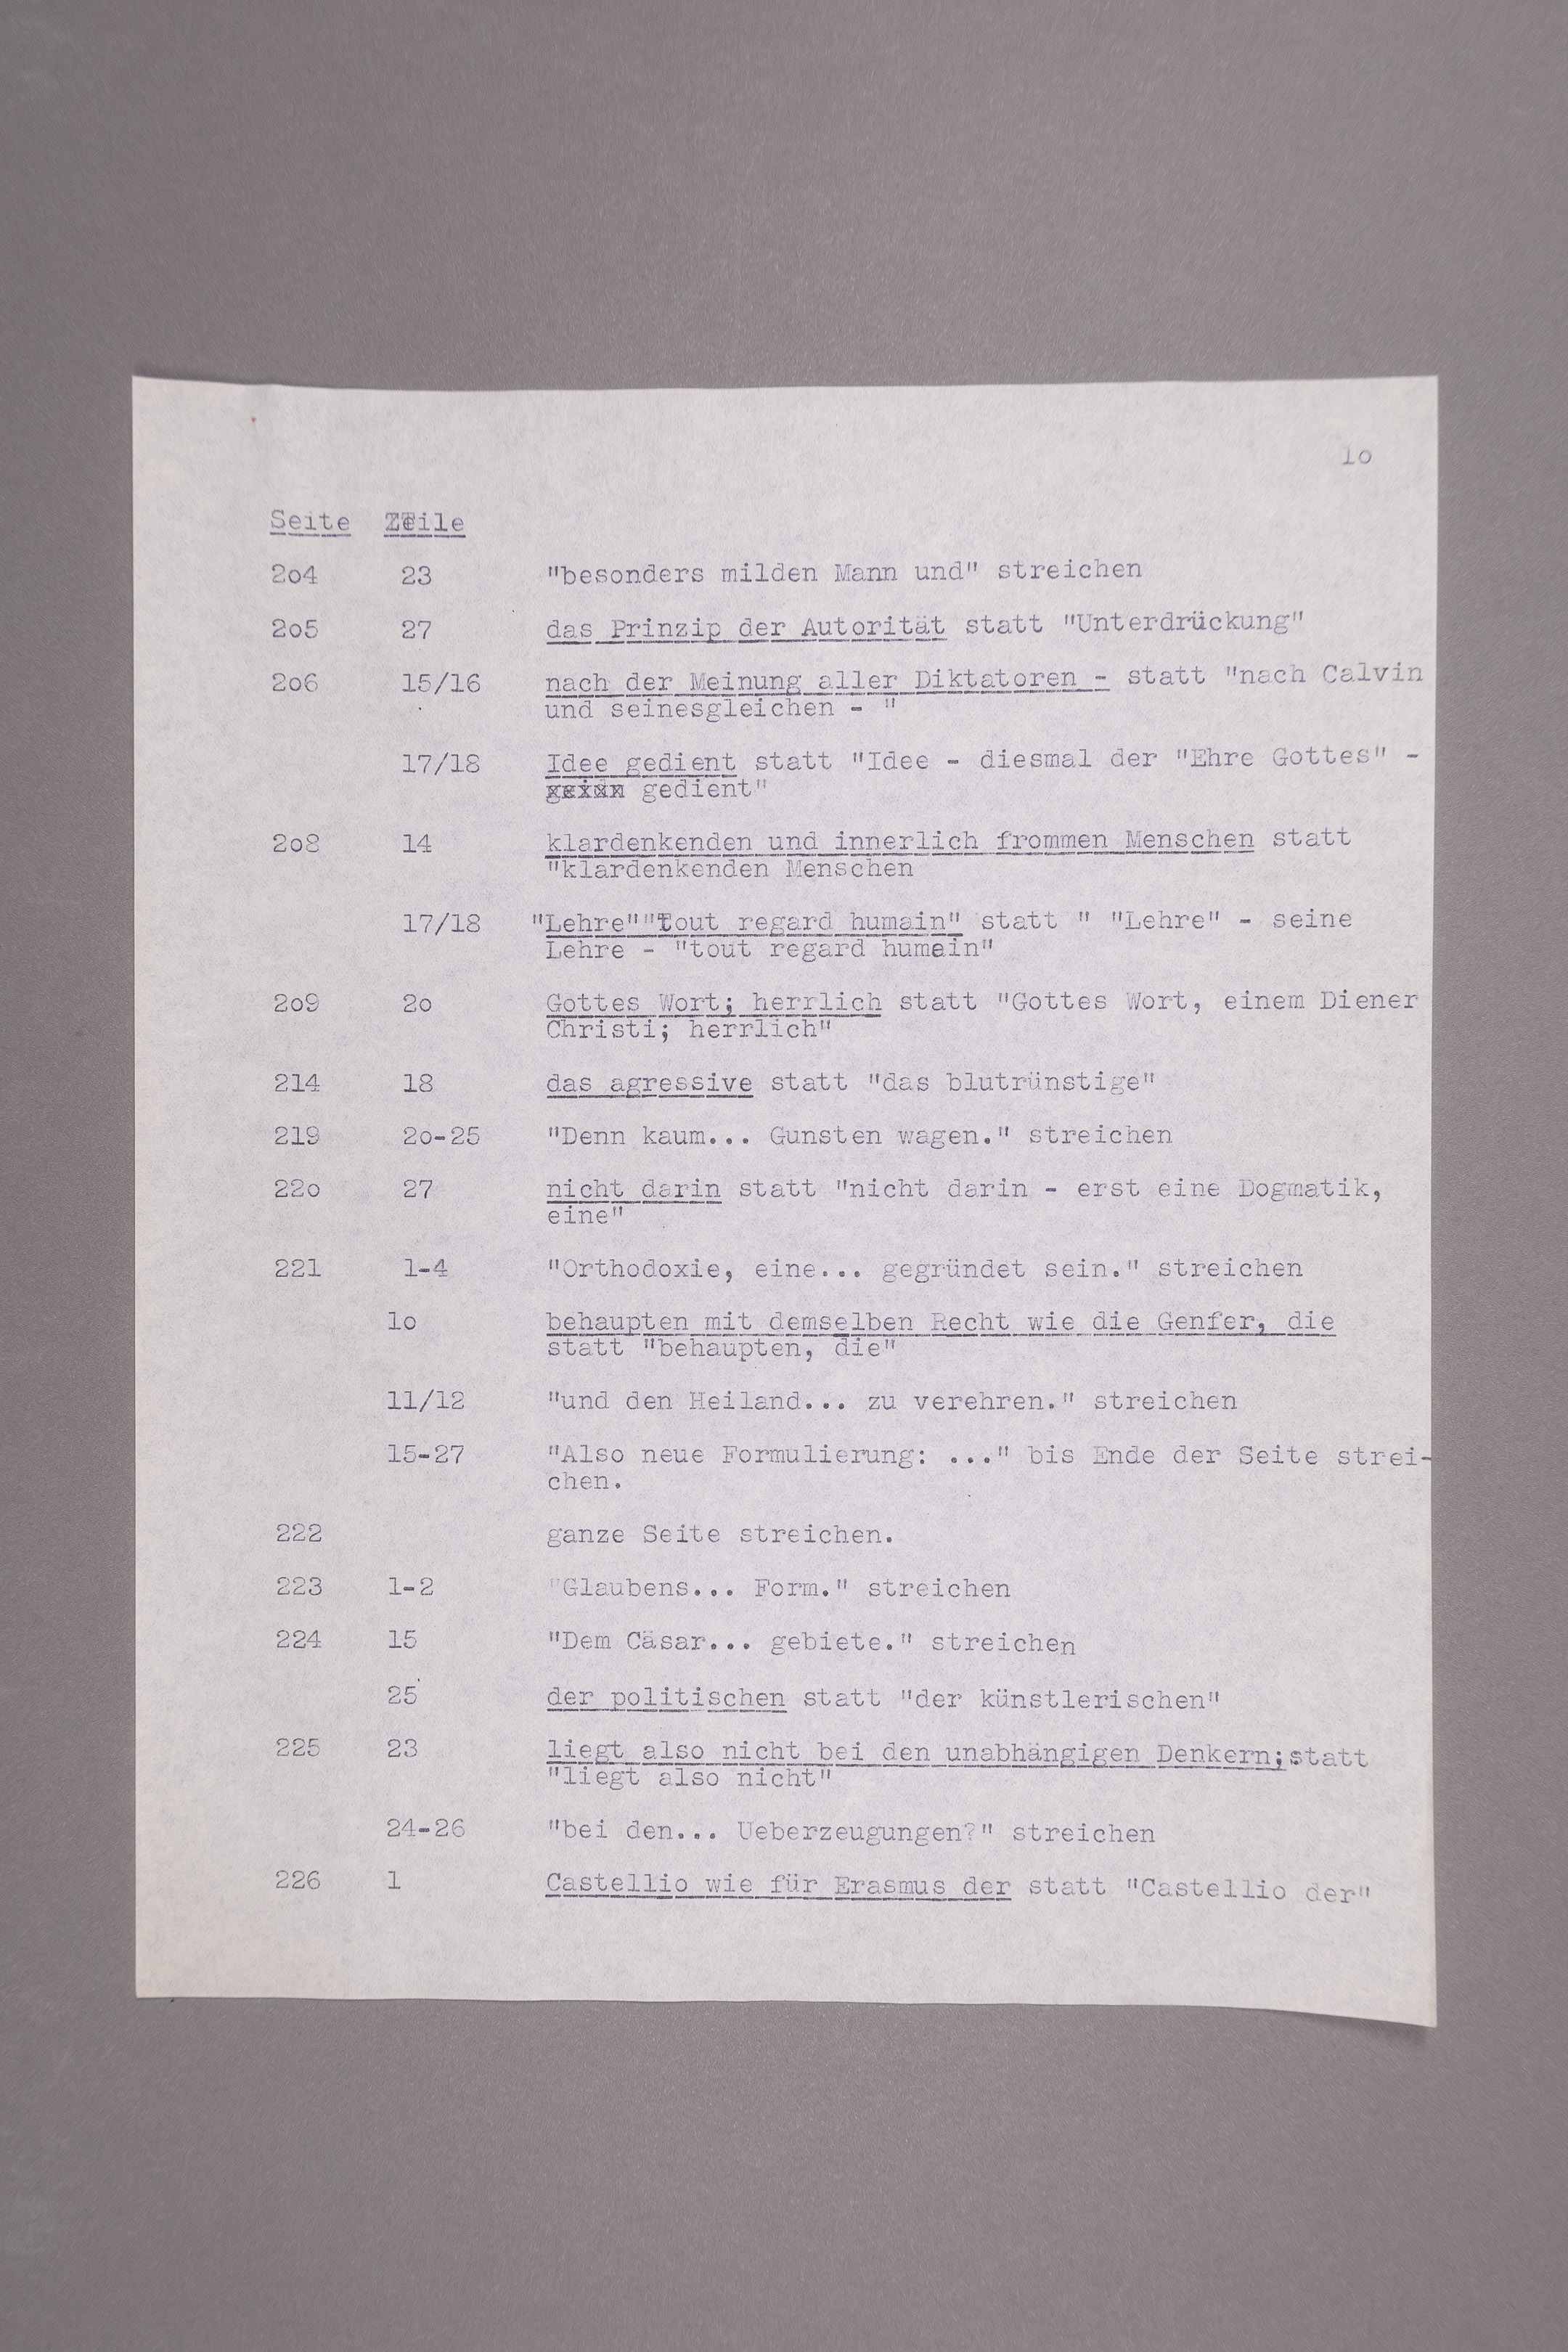 lo
Seite Zeile
2o4 23 "besonders milden Mann und" streichen
2o5 27 das Prinzip der Autorität statt "Unterdrückung"
2o6 15/16 nach der Meinung aller Diktatoren - statt "nach Calvin
und seinesgleichen - "
17/18 Idee gedient statt "Idee - diesmal der "Ehre Gottes" -
gedient"
2o8 14 klardenkenden und innerlich frommen Menschen statt
"klardenkenden Menschen
17/18 "Lehre""tout regard humain" statt " "Lehre" - seine
Lehre - "tout regard humain"
2o9 2o Gottes Wort; herrlich statt "Gottes Wort, einem Diener
Christi; herrlich"
214 18 das agressive statt "das blutrünstige"
219 2o-25 "Denn kaum... Gunsten wagen." streichen
22o 27 nicht darin statt "nicht darin - erst eine Dogmatik,
eine"
221 1-4 "Orthodoxie, eine... gegründet sein." streichen
lo behaupten mit demselben Recht wie die Genfer, die
statt "behaupten, die"
11/12 "und den Heiland... zu verehren." streichen
15-27 "Also neue Formulierung: ..." bis Ende der Seite strei-
chen.
222 ganze Seite streichen.
223 1-2 "Glaubens... Form." streichen
224 15 "Dem Cäsar... gebiete." streichen
25 der politischen statt "der künstlerischen"
225 23 liegt also nicht bei den unabhängigen Denkern;statt
"liegt also nicht"
24-26 "bei den... Ueberzeugungen?" streichen
226 1 Castellio wie für Erasmus der statt "Castellio der"